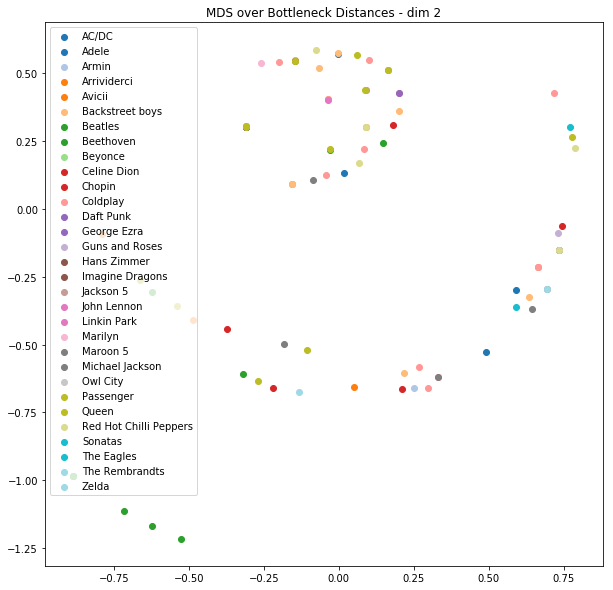 MDS over Bottleneck Distances - dim 2
AC/DC
Adele
Armin
Arrividerci
Avicii
Backstreet boys
Beatles
Beethoven
Beyonce
Celine Dion
Chopin
Coldplay
Daft Punk
George Ezra
Guns and Roses
Hans Zimmer
Imagine Dragons
Jackson 5
John Lennon
Linkin Park
Marilyn
Maroon 5
Michael Jackson
Owl City
Passenger
Queen
Red Hot Chilli Peppers
Sonatas
The Eagles
The Rembrandts
Zelda
0.50
0.25
0.00
−0.25
−0.50
−0.75
−1.00
−1.25
−0.75
−0.50
−0.25
0.00
0.25
0.50
0.75